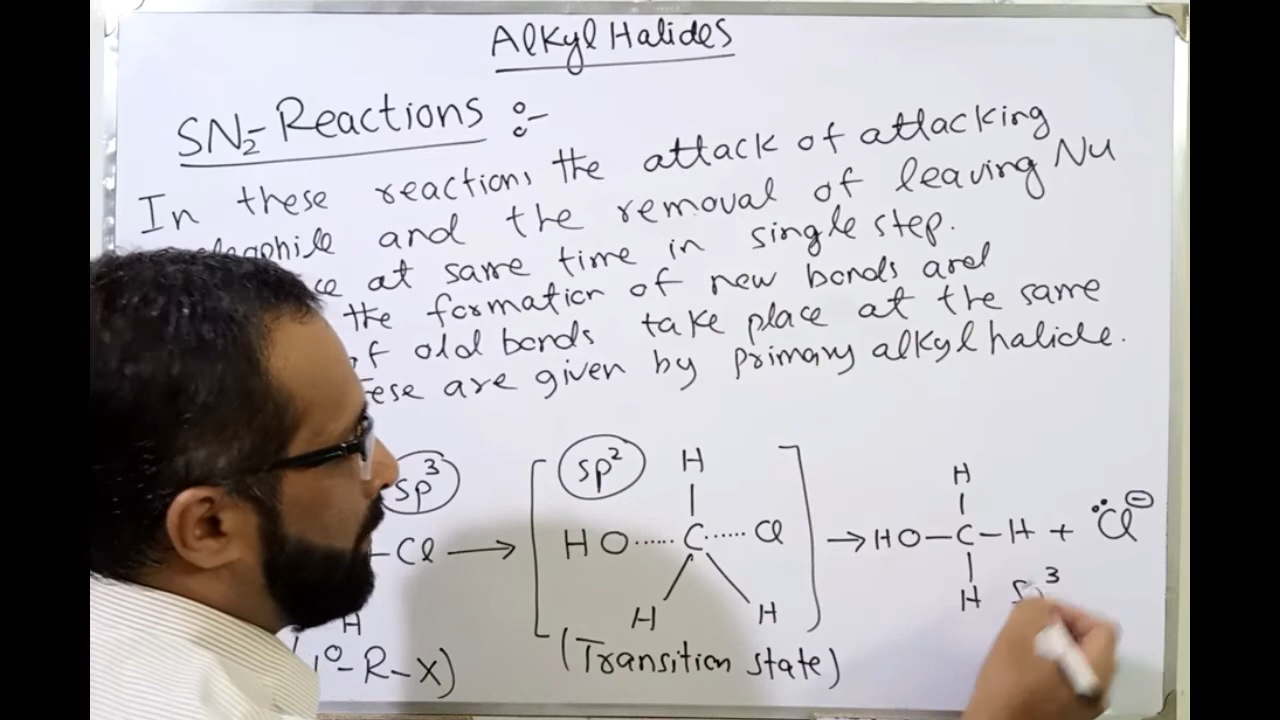 Alkyl Halides
SN2-Reactions :-
In these reactions the attack of attacking
and the removal of leaving Nu
at same time in single step.
the formation of new bonds and
of old bonds take place at the same
are given by primary alkyl halide.
sp3
–Cl → [ sp2 H HO……C……Cl H H ] → HO–C–H + :Cl⊖
H
H
H sp3
H
1°-R-X)
(Transition state)